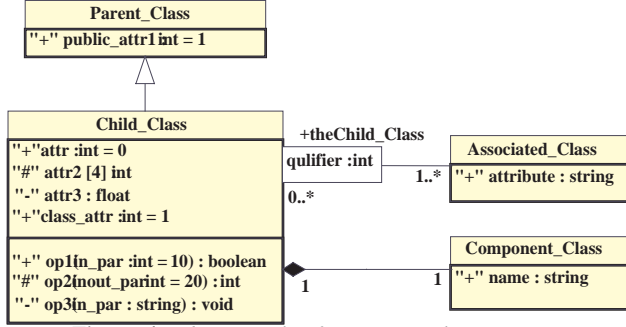 Parent_Class
"+" public_attr1:int = 1
Child_Class
"+"attr :int = 0
"#" attr2 [4] int
"-" attr3 : float
"+"class_attr :int = 1
"+" op1(in_par :int = 10) : boolean
"#" op2(inout_par:int = 20) : int
"-" op3(in_par : string) : void
+theChild_Class
qulifier :int
0..*
1..*
Associated_Class
"+" attribute : string
Component_Class
"+" name : string
1
1